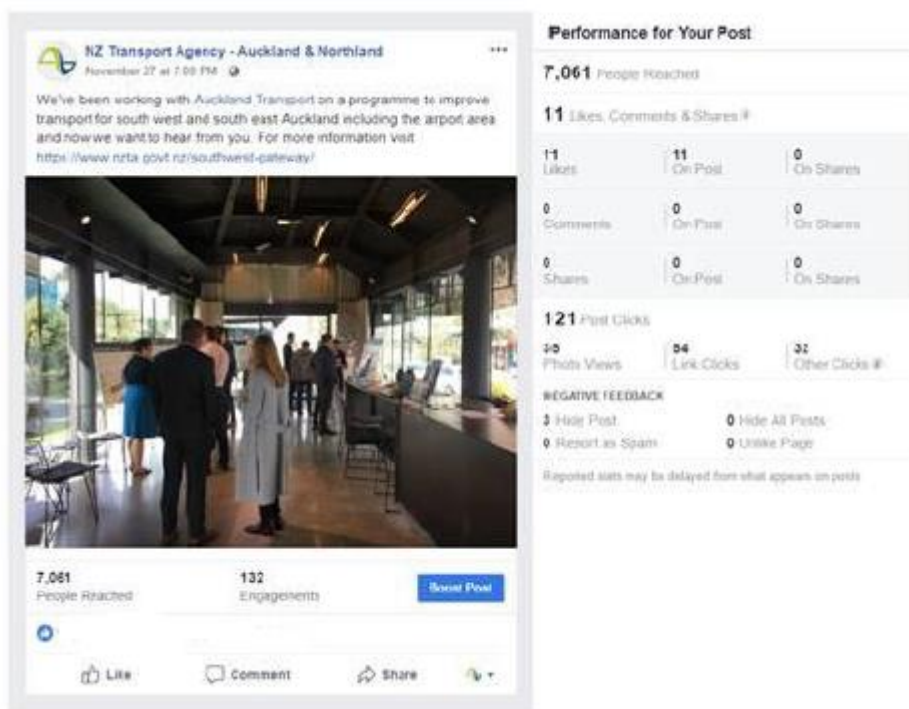 NZ Transport Agency - Auckland & Northland
November 27 at 7:00 PM
We've been working with Auckland Transport on a programme to improve
transport for south west and south east Auckland including the airport area
and now we want to hear from you. For more information visit
https://www.nzta.govt.nz/southwest-gateway/
7,061
People Reached
132
Engagements
Boost Post
Like Comment Share
Performance for Your Post
7,061 People Reached
11 Likes, Comments & Shares
11 11 0
Likes On Post On Shares
0 0 0
Comments On Post On Shares
0 0 0
Shares On Post On Shares
121 Post Clicks
54 32
Photo Views Link Clicks Other Clicks
NEGATIVE FEEDBACK
Hide Post 0 Hide All Posts
0 Report as Spam 0 Unlike Page
Reported stats may be delayed from what appears on posts